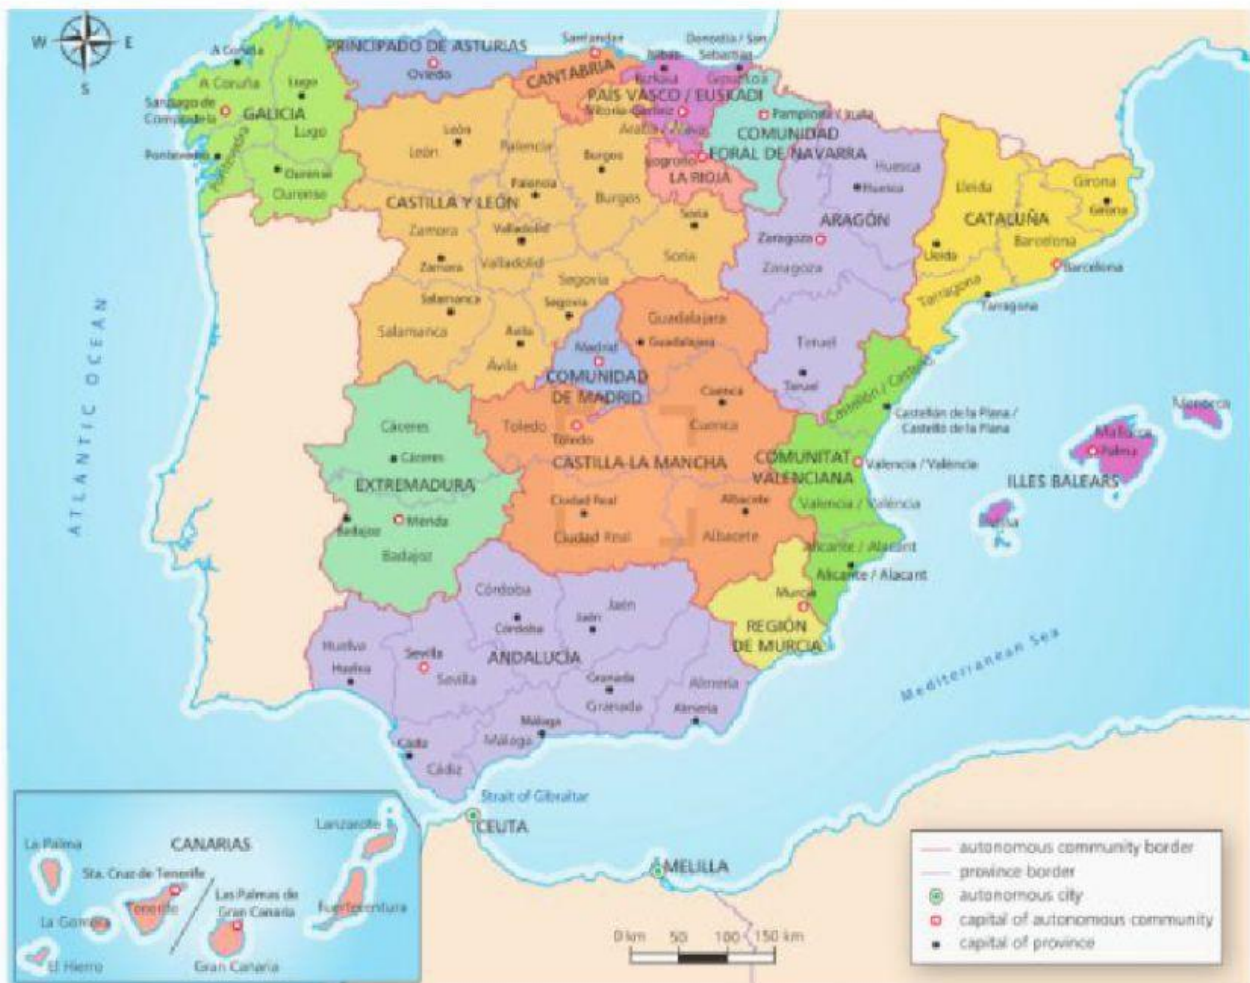 W
E
S
A Coruña
A Coruña
Lugo
Lugo
Santiago de
Compostela
GALICIA
Pontevedra
Pontevedra
Ourense
Ourense
PRINCIPADO DE ASTURIAS
Oviedo
Santander
CANTABRIA
Bilbao
Bizkaia
Donostia / San
Sebastián
Gipuzkoa
PAÍS VASCO / EUSKADI
Vitoria-Gasteiz
Araba / Álava
Pamplona / Iruña
COMUNIDAD
FORAL DE NAVARRA
Logroño
LA RIOJA
León
León
Palencia
Palencia
Burgos
Burgos
CASTILLA Y LEÓN
Zamora
Zamora
Valladolid
Valladolid
Soria
Soria
Segovia
Segovia
Salamanca
Salamanca
Ávila
Ávila
Huesca
Huesca
ARAGÓN
Zaragoza
Zaragoza
Teruel
Teruel
Lleida
Lleida
Girona
Girona
CATALUÑA
Barcelona
Barcelona
Tarragona
Tarragona
Madrid
COMUNIDAD
DE MADRID
Guadalajara
Guadalajara
Cuenca
Cuenca
Toledo
Toledo
CASTILLA-LA MANCHA
Ciudad Real
Ciudad Real
Albacete
Albacete
Cáceres
Cáceres
EXTREMADURA
Badajoz
Mérida
Badajoz
Castellón / Castelló
Castellón de la Plana /
Castelló de la Plana
COMUNITAT
VALENCIANA
Valencia / València
Valencia / València
Alicante / Alacant
Alicante / Alacant
Menorca
Mallorca
Palma
ILLES BALEARS
Murcia
REGIÓN
DE MURCIA
Córdoba
Córdoba
Jaén
Jaén
Huelva
Huelva
Sevilla
Sevilla
ANDALUCÍA
Granada
Granada
Almería
Almería
Málaga
Málaga
Cádiz
Cádiz
ATLANTIC OCEAN
Mediterranean Sea
Strait of Gibraltar
CEUTA
MELILLA
CANARIAS
La Palma
Sta. Cruz de Tenerife
Tenerife
La Gomera
El Hierro
Las Palmas de
Gran Canaria
Gran Canaria
Lanzarote
Fuerteventura
0 km 50 100 150 km
autonomous community border
province border
autonomous city
capital of autonomous community
capital of province